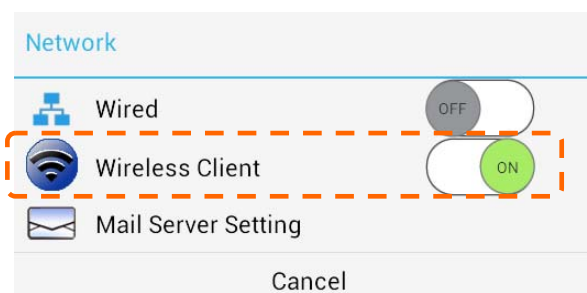 Network
Wired OFF
Wireless Client ON
Mail Server Setting
Cancel